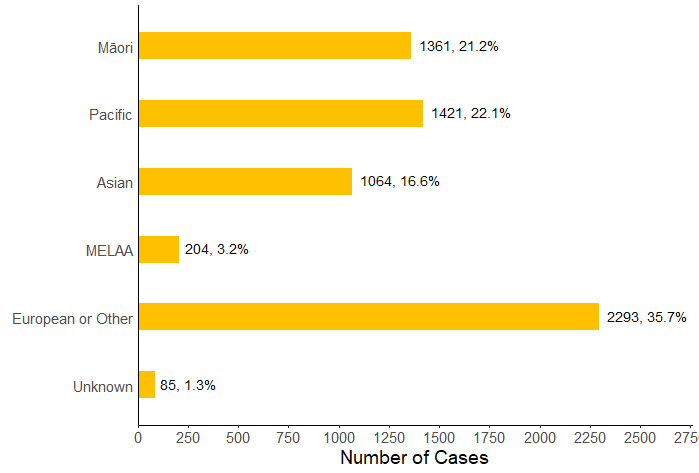 Māori 1361, 21.2%
Pacific 1421, 22.1%
Asian 1064, 16.6%
MELAA 204, 3.2%
European or Other 2293, 35.7%
Unknown 85, 1.3%
0 250 500 750 1000 1250 1500 1750 2000 2250 2500 275
Number of Cases